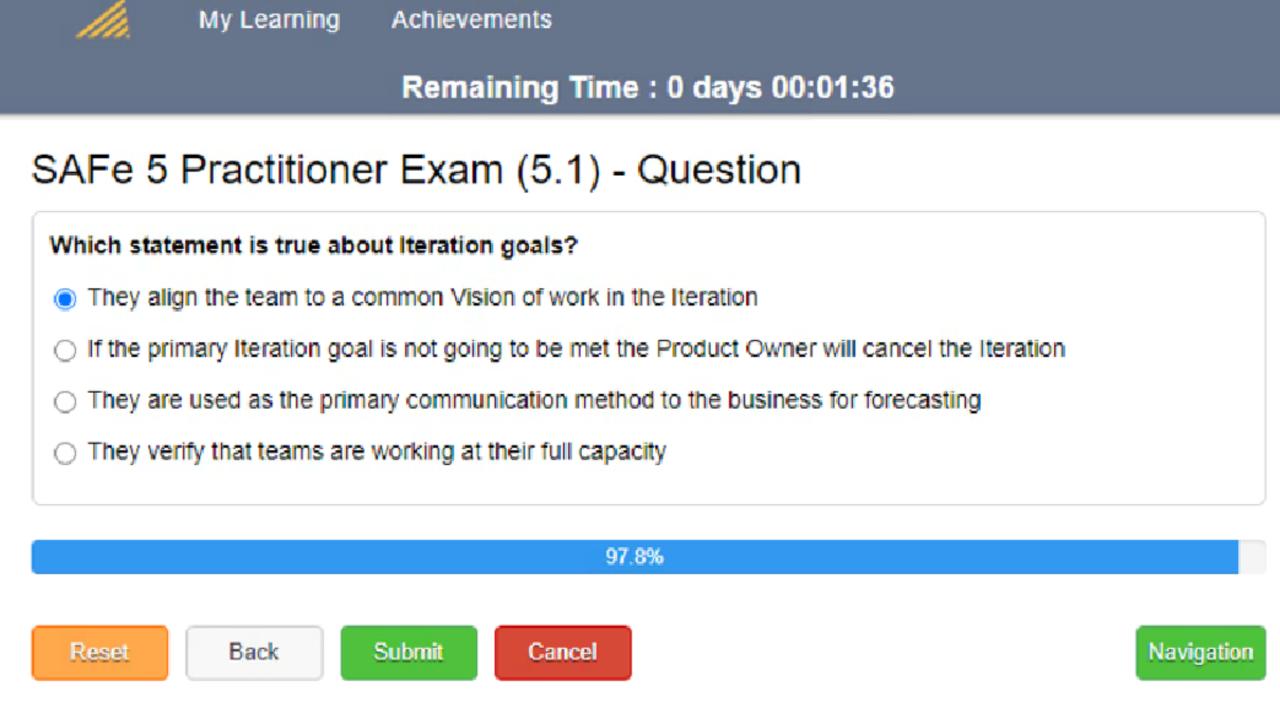 My Learning Achievements
Remaining Time : 0 days 00:01:36
SAFe 5 Practitioner Exam (5.1) - Question
Which statement is true about Iteration goals?
They align the team to a common Vision of work in the Iteration
If the primary Iteration goal is not going to be met the Product Owner will cancel the Iteration
They are used as the primary communication method to the business for forecasting
They verify that teams are working at their full capacity
97.8%
Reset Back Submit Cancel Navigation